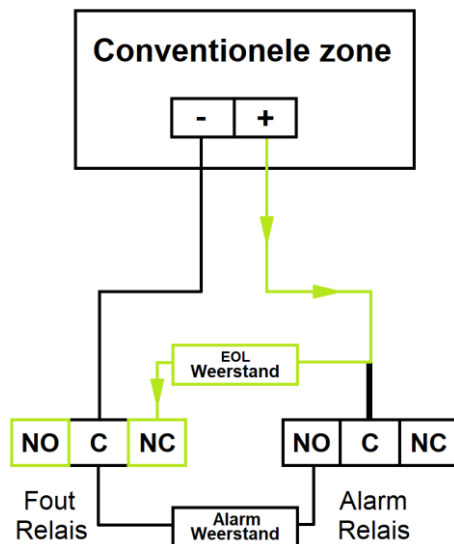 Conventionele zone
- +
EOL
Weerstand
NO C NC
NO C NC
Fout
Relais
Alarm
Weerstand
Alarm
Relais